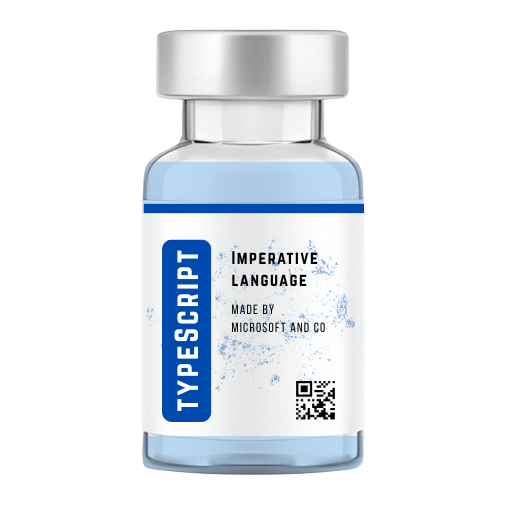 TYPESCRIPT
IMPERATIVE
LANGUAGE
MADE BY
MICROSOFT AND CO